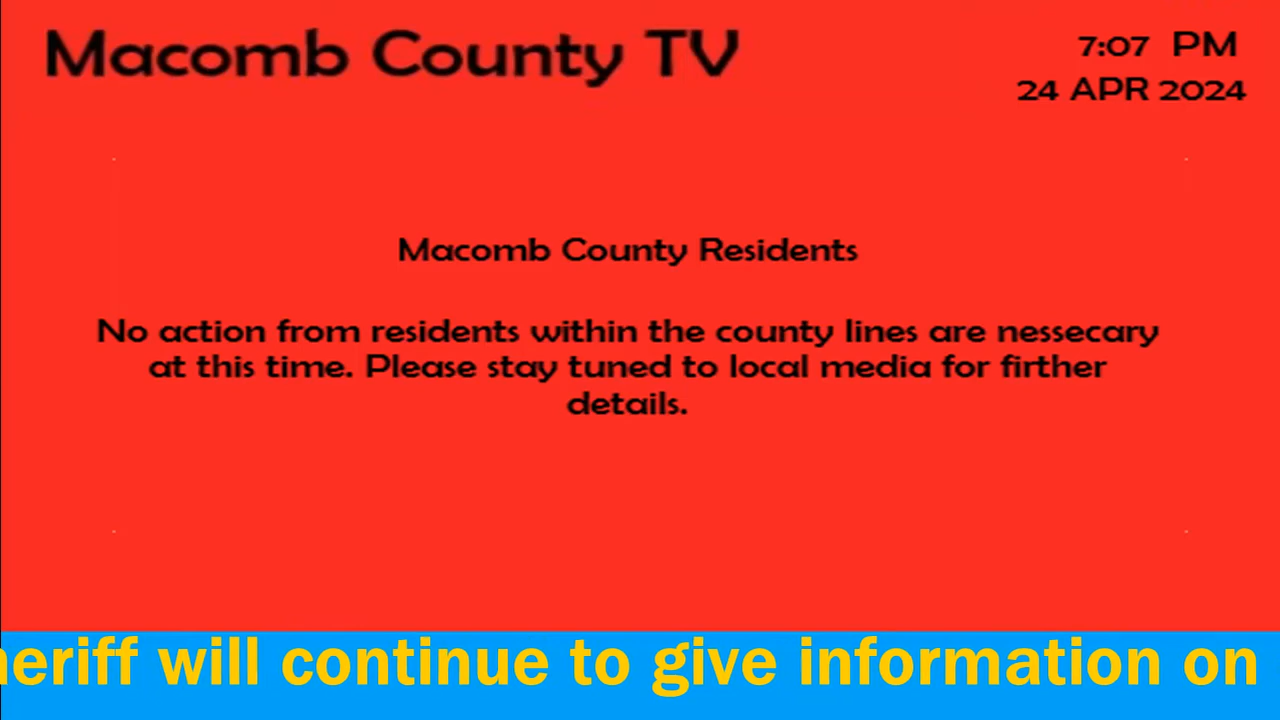 Macomb County TV
7:07 PM
24 APR 2024
Macomb County Residents
No action from residents within the county lines are nessecary
at this time. Please stay tuned to local media for firther
details.
heriff will continue to give information on